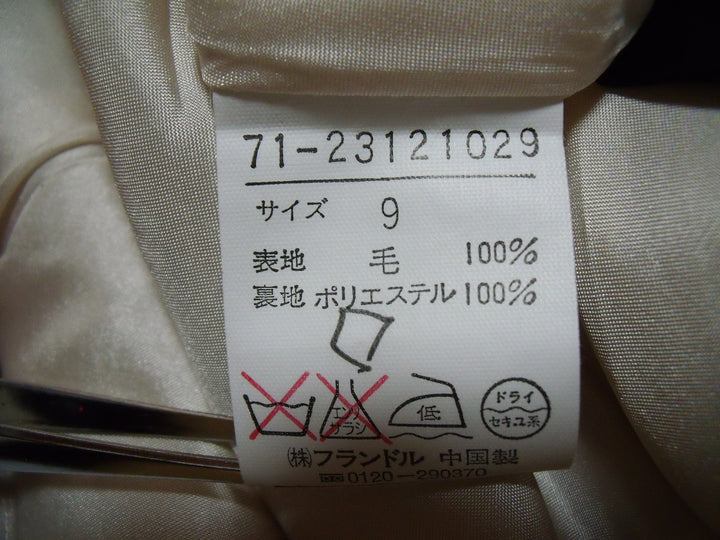 71-23121029
サイズ 9
表地 毛 100%
裏地 ポリエステル 100%
エンソ サラシ 低 ドライ セキユ系
(株)フランドル 中国製
0120-290370